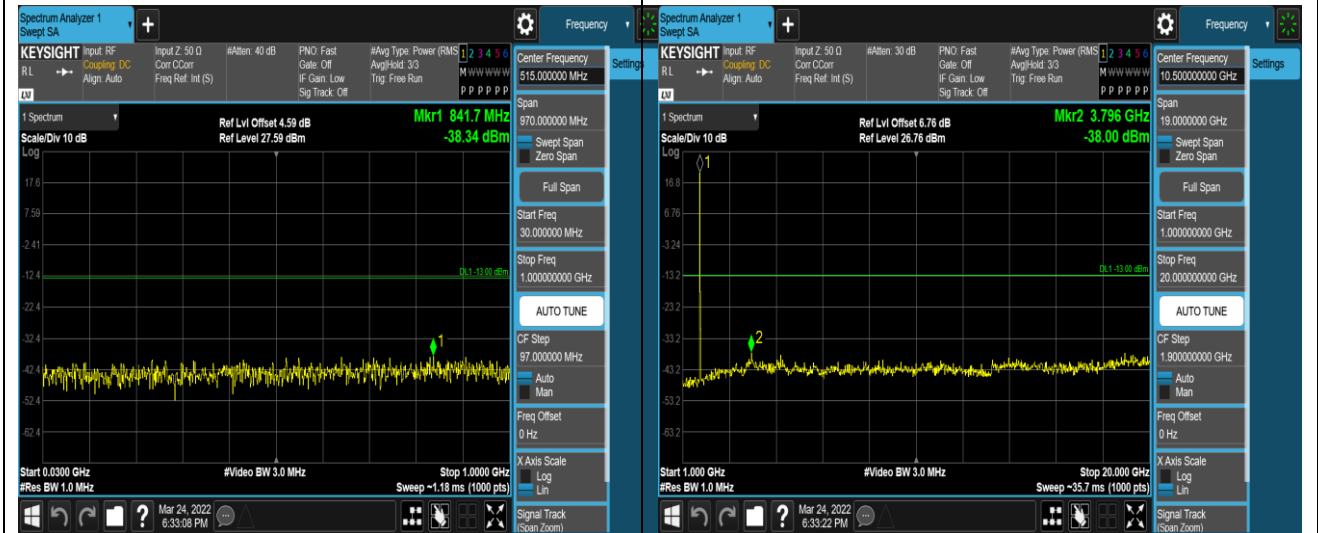 Spectrum Analyzer 1
Swept SA
Frequency
KEYSIGHT
RL
LXI
Input: RF
Coupling: DC
Align: Auto
Input Z: 50 Ω
Corr CCorr
Freq Ref: Int (S)
#Atten: 40 dB
PNO: Fast
Gate: Off
IF Gain: Low
Sig Track: Off
#Avg Type: Power (RMS
Avg|Hold: 3/3
Trig: Free Run
1 2 3 4 5 6
M W W W W W
P P P P P P
Center Frequency
515.000000 MHz
Settings
1 Spectrum
Scale/Div 10 dB
Log
Ref Lvl Offset 4.59 dB
Ref Level 27.59 dBm
Mkr1 841.7 MHz
-38.34 dBm
Span
970.000000 MHz
Swept Span
Zero Span
Full Span
Start Freq
30.000000 MHz
Stop Freq
1.000000000 GHz
AUTO TUNE
CF Step
97.000000 MHz
Auto
Man
Freq Offset
0 Hz
X Axis Scale
Log
Lin
Signal Track
(Span Zoom)
17.6
7.59
-2.41
-12.4
DL1 -13.00 dBm
-22.4
-32.4
1
-42.4
-52.4
-62.4
Start 0.0300 GHz
#Res BW 1.0 MHz
#Video BW 3.0 MHz
Stop 1.0000 GHz
Sweep ~1.18 ms (1000 pts)
?
Mar 24, 2022
6:33:08 PM
Spectrum Analyzer 1
Swept SA
Frequency
KEYSIGHT
RL
LXI
Input: RF
Coupling: DC
Align: Auto
Input Z: 50 Ω
Corr CCorr
Freq Ref: Int (S)
#Atten: 30 dB
PNO: Fast
Gate: Off
IF Gain: Low
Sig Track: Off
#Avg Type: Power (RMS
Avg|Hold: 3/3
Trig: Free Run
1 2 3 4 5 6
M W W W W W
P P P P P P
Center Frequency
10.500000000 GHz
Settings
1 Spectrum
Scale/Div 10 dB
Log
Ref Lvl Offset 6.76 dB
Ref Level 26.76 dBm
Mkr2 3.796 GHz
-38.00 dBm
Span
19.0000000 GHz
Swept Span
Zero Span
Full Span
Start Freq
1.000000000 GHz
Stop Freq
20.000000000 GHz
AUTO TUNE
CF Step
1.900000000 GHz
Auto
Man
Freq Offset
0 Hz
X Axis Scale
Log
Lin
Signal Track
(Span Zoom)
1
16.8
6.76
-3.24
-13.2
DL1 -13.00 dBm
-23.2
-33.2
2
-43.2
-53.2
-63.2
Start 1.000 GHz
#Res BW 1.0 MHz
#Video BW 3.0 MHz
Stop 20.000 GHz
Sweep ~35.7 ms (1000 pts)
?
Mar 24, 2022
6:33:22 PM